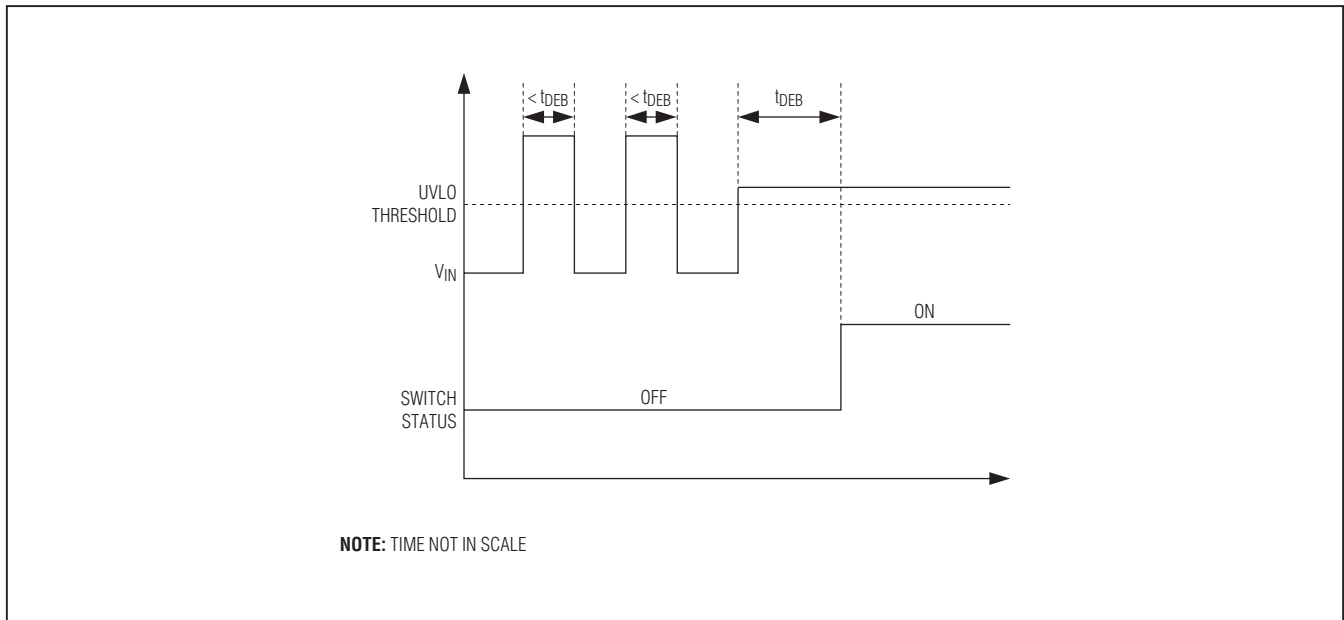 < tDEB
< tDEB
tDEB
UVLO
THRESHOLD
VIN
ON
SWITCH
STATUS
OFF
NOTE: TIME NOT IN SCALE